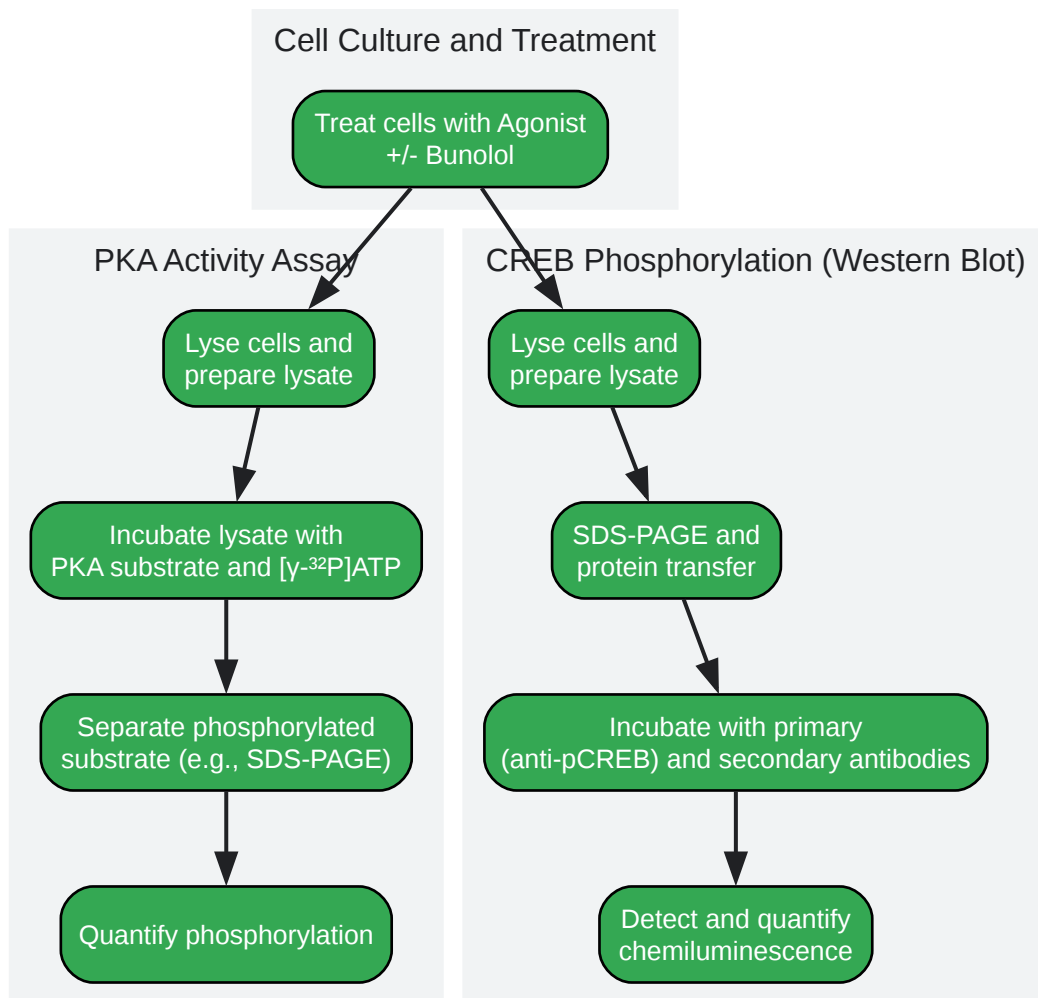 Cell Culture and Treatment
Treat cells with Agonist
+/- Bunolol
PKA Activity Assay
Lyse cells and
prepare lysate
Incubate lysate with
PKA substrate and [γ-³²P]ATP
Separate phosphorylated
substrate (e.g., SDS-PAGE)
Quantify phosphorylation
CREB Phosphorylation (Western Blot)
Lyse cells and
prepare lysate
SDS-PAGE and
protein transfer
Incubate with primary
(anti-pCREB) and secondary antibodies
Detect and quantify
chemiluminescence